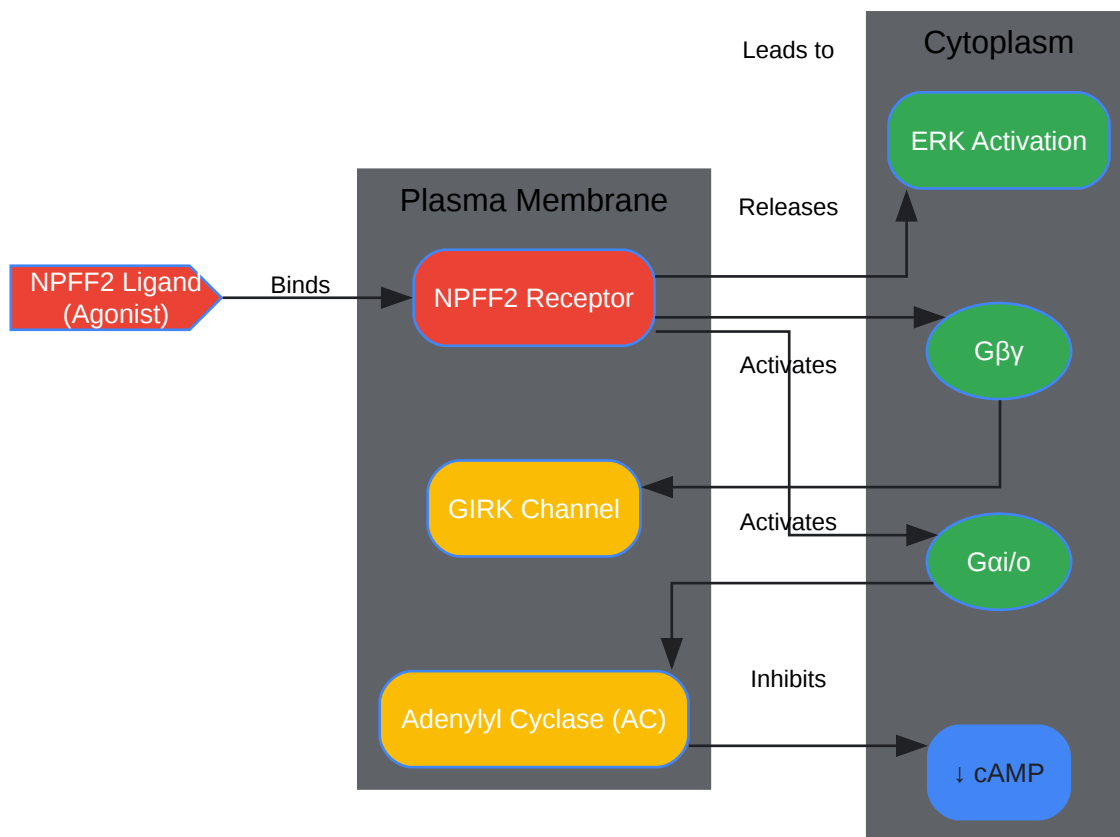 Leads to
Cytoplasm
ERK Activation
Plasma Membrane
Releases
NPFF2 Ligand
(Agonist)
Binds
NPFF2 Receptor
Gβγ
Activates
GIRK Channel
Activates
Gαi/o
Inhibits
Adenylyl Cyclase (AC)
↓ cAMP